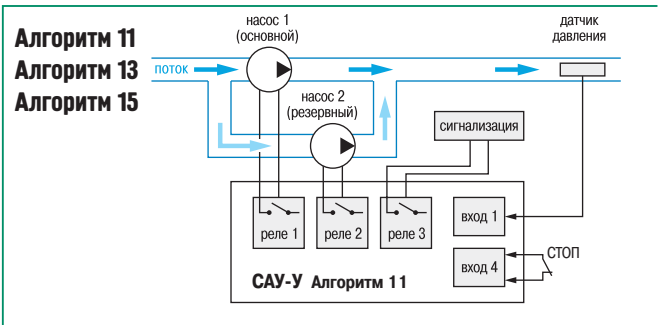 Алгоритм 11
Алгоритм 13
Алгоритм 15
насос 1
(основной)
датчик
давления
поток
насос 2
(резервный)
сигнализация
реле 1
реле 2
реле 3
вход 1
вход 4
СТОП
САУ-У Алгоритм 11